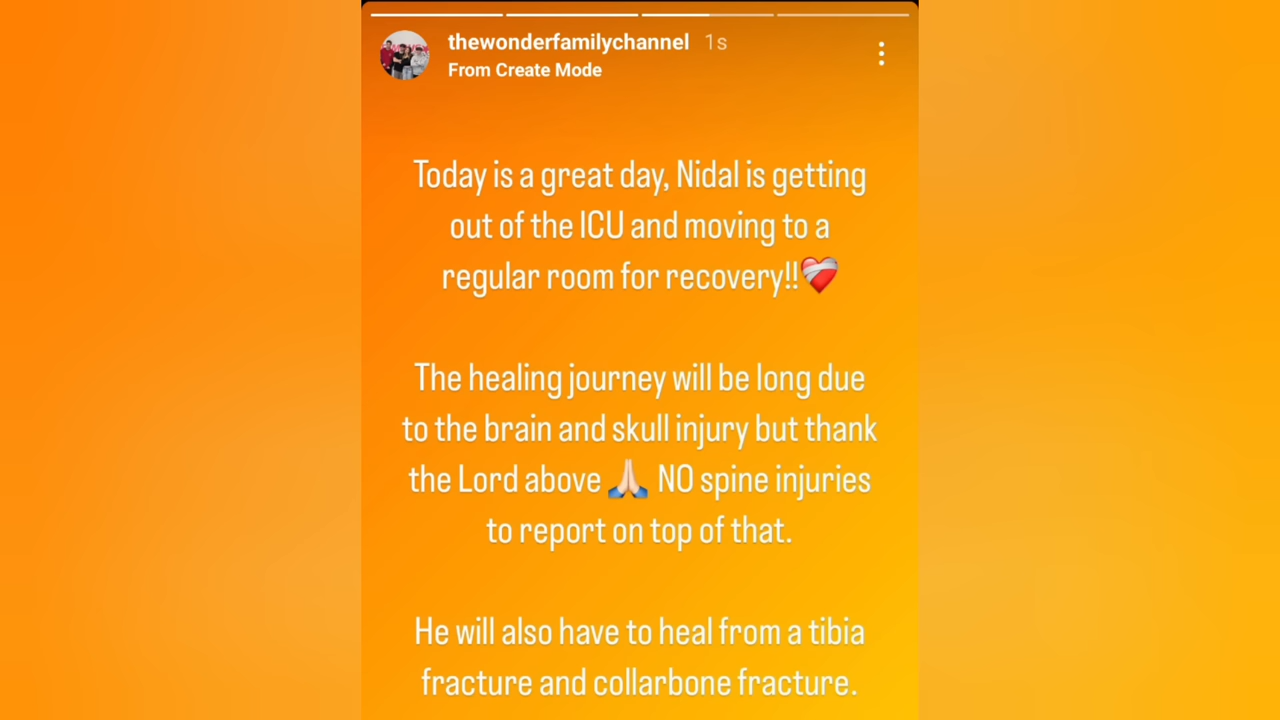 thewonderfamilychannel 1s
From Create Mode
Today is a great day, Nidal is getting
out of the ICU and moving to a
regular room for recovery!!❤️‍🩹
The healing journey will be long due
to the brain and skull injury but thank
the Lord above 🙏🏻 NO spine injuries
to report on top of that.
He will also have to heal from a tibia
fracture and collarbone fracture.